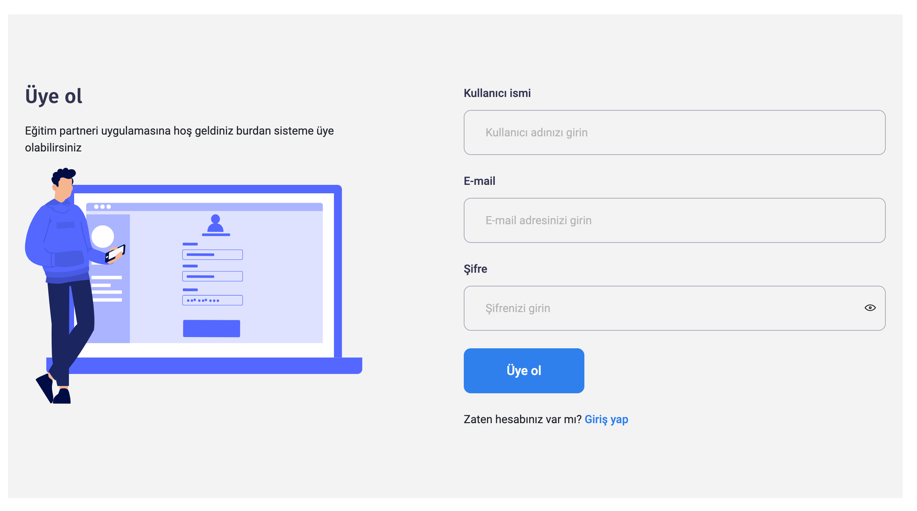 Üye ol
Eğitim partneri uygulamasına hoş geldiniz burdan sisteme üye
olabilirsiniz
Kullanıcı ismi
Kullanıcı adınızı girin
E-mail
E-mail adresinizi girin
Şifre
Şifrenizi girin
Üye ol
Zaten hesabınız var mı? Giriş yap